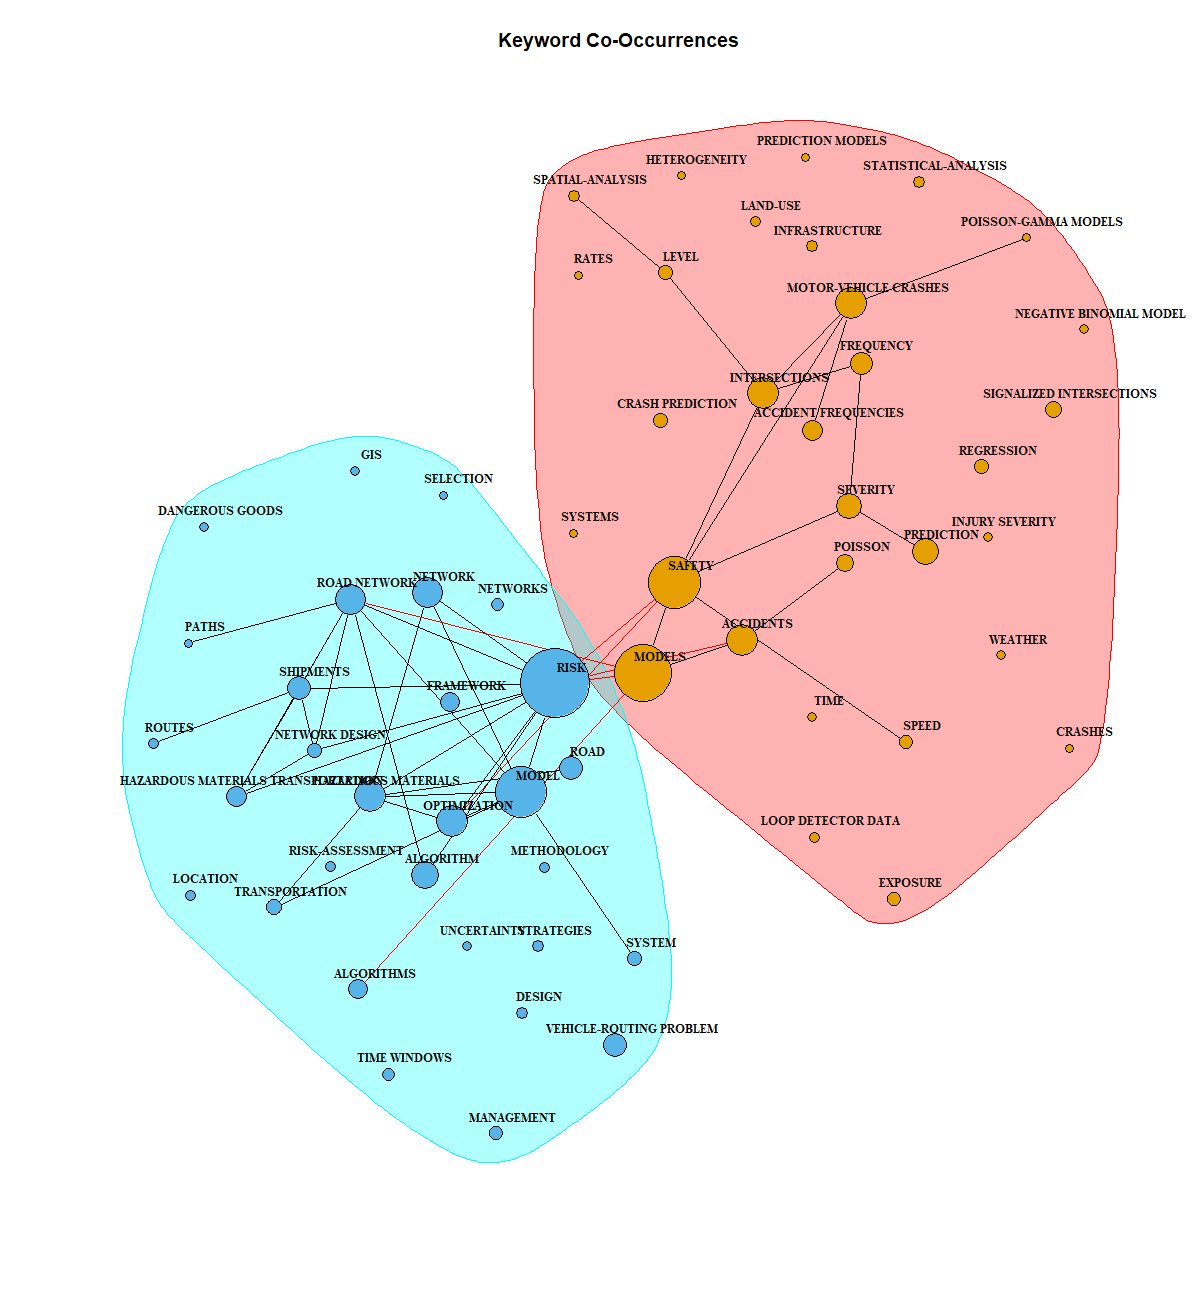 Keyword Co-Occurrences
PREDICTION MODELS
HETEROGENEITY
STATISTICAL-ANALYSIS
SPATIAL-ANALYSIS
LAND-USE
POISSON-GAMMA MODELS
INFRASTRUCTURE
RATES
LEVEL
MOTOR-VEHICLE CRASHES
NEGATIVE BINOMIAL MODEL
FREQUENCY
INTERSECTIONS
SIGNALIZED INTERSECTIONS
CRASH PREDICTION
ACCIDENT FREQUENCIES
REGRESSION
GIS
SELECTION
SEVERITY
DANGEROUS GOODS
SYSTEMS
INJURY SEVERITY
PREDICTION
POISSON
SAFETY
NETWORK
ROAD NETWORK
NETWORKS
PATHS
ACCIDENTS
WEATHER
MODELS
RISK
SHIPMENTS
FRAMEWORK
TIME
ROUTES
SPEED
CRASHES
NETWORK DESIGN
ROAD
MODEL
HAZARDOUS MATERIALS TRANSPORTATION
HAZARDOUS MATERIALS
OPTIMIZATION
LOOP DETECTOR DATA
RISK-ASSESSMENT
METHODOLOGY
ALGORITHM
LOCATION
EXPOSURE
TRANSPORTATION
UNCERTAINTY
STRATEGIES
SYSTEM
ALGORITHMS
DESIGN
VEHICLE-ROUTING PROBLEM
TIME WINDOWS
MANAGEMENT